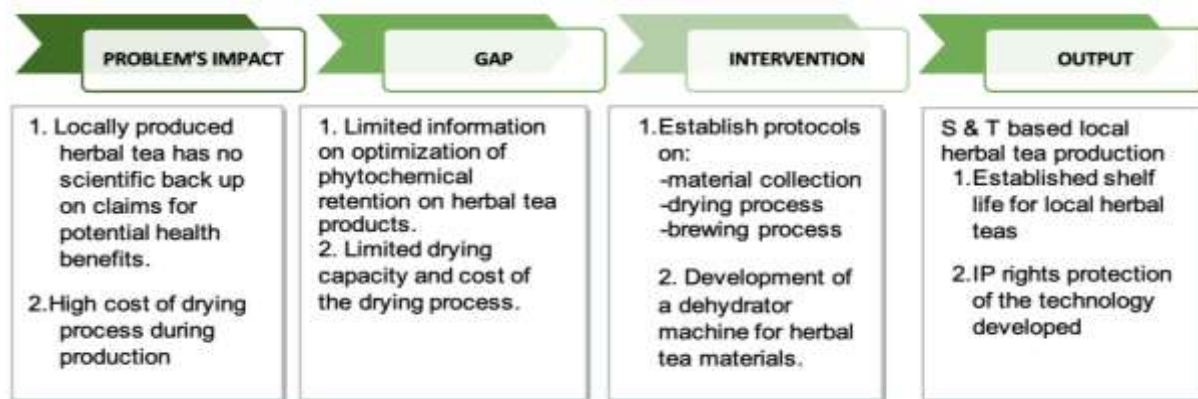 PROBLEM'S IMPACT
1. Locally produced
herbal tea has no
scientific back up
on claims for
potential health
benefits.
2.High cost of drying
process during
production
GAP
1. Limited information
on optimization of
phytochemical
retention on herbal tea
products.
2. Limited drying
capacity and cost of
the drying process.
INTERVENTION
1.Establish protocols
on:
-material collection
-drying process
-brewing process
2. Development of
a dehydrator
machine for herbal
tea materials.
OUTPUT
S & T based local
herbal tea production
1.Established shelf
life for local herbal
teas
2.IP rights protection
of the technology
developed